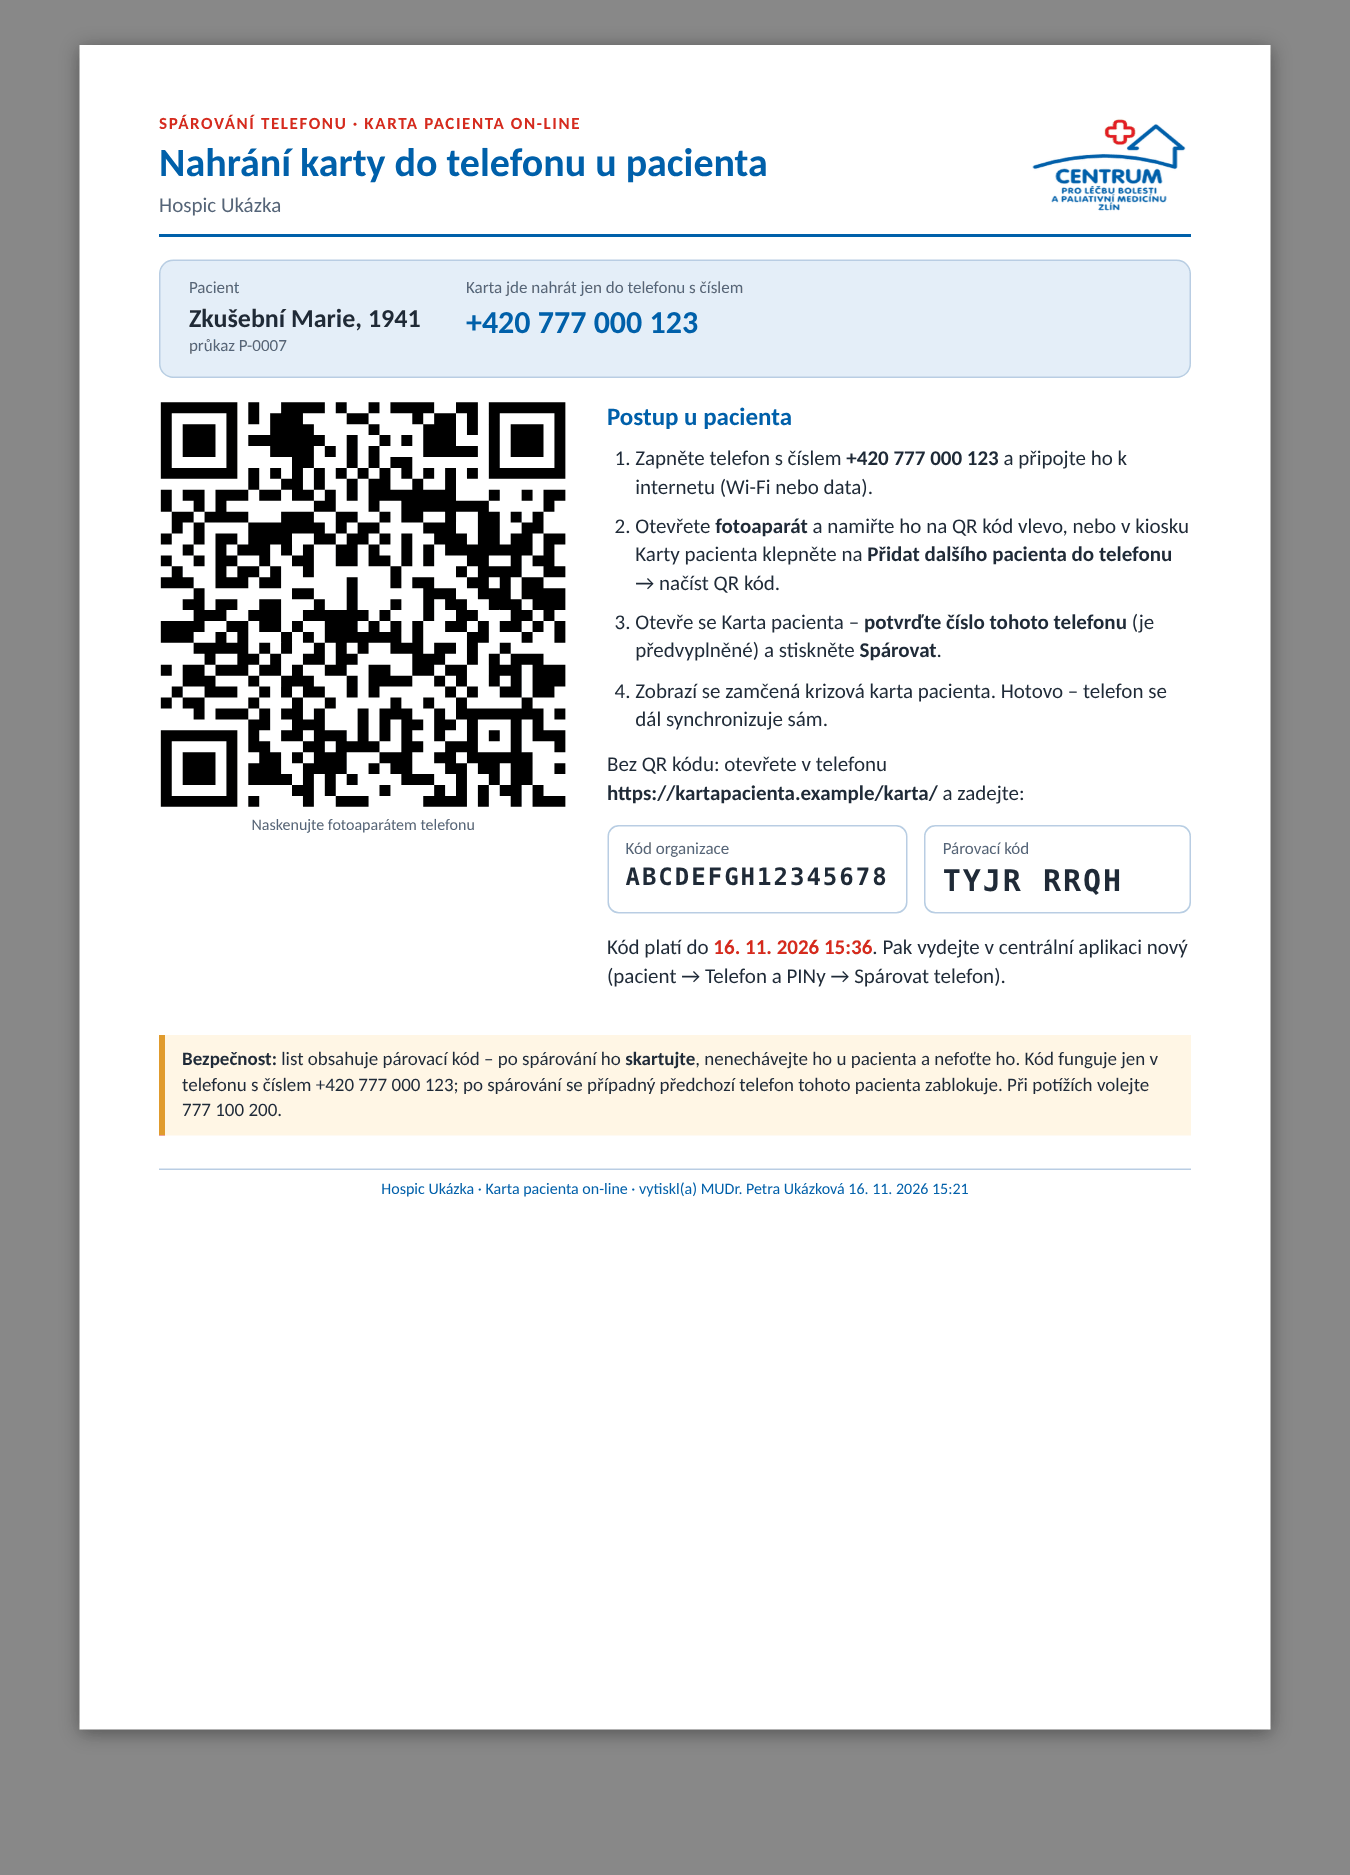 SPÁROVÁNÍ TELEFONU · KARTA PACIENTA ON-LINE
Nahrání karty do telefonu u pacienta
Hospic Ukázka
CENTRUM
PRO LÉČBU BOLESTI
A PALIATIVNÍ MEDICÍNU
ZLÍN
Pacient
Zkušební Marie, 1941
průkaz P-0007
Karta jde nahrát jen do telefonu s číslem
+420 777 000 123
Naskenujte fotoaparátem telefonu
Postup u pacienta
1. Zapněte telefon s číslem +420 777 000 123 a připojte ho k
internetu (Wi-Fi nebo data).
2. Otevřete fotoaparát a namiřte ho na QR kód vlevo, nebo v kiosku
Karty pacienta klepněte na Přidat dalšího pacienta do telefonu
→ načíst QR kód.
3. Otevře se Karta pacienta – potvrďte číslo tohoto telefonu (je
předvyplněné) a stiskněte Spárovat.
4. Zobrazí se zamčená krizová karta pacienta. Hotovo – telefon se
dál synchronizuje sám.
Bez QR kódu: otevřete v telefonu
https://kartapacienta.example/karta/ a zadejte:
Kód organizace
ABCDEFGH12345678
Párovací kód
TYJR RRQH
Kód platí do 16. 11. 2026 15:36. Pak vydejte v centrální aplikaci nový
(pacient → Telefon a PINy → Spárovat telefon).
Bezpečnost: list obsahuje párovací kód – po spárování ho skartujte, nenechávejte ho u pacienta a nefoťte ho. Kód funguje jen v
telefonu s číslem +420 777 000 123; po spárování se případný předchozí telefon tohoto pacienta zablokuje. Při potížích volejte
777 100 200.
Hospic Ukázka · Karta pacienta on-line · vytiskl(a) MUDr. Petra Ukázková 16. 11. 2026 15:21